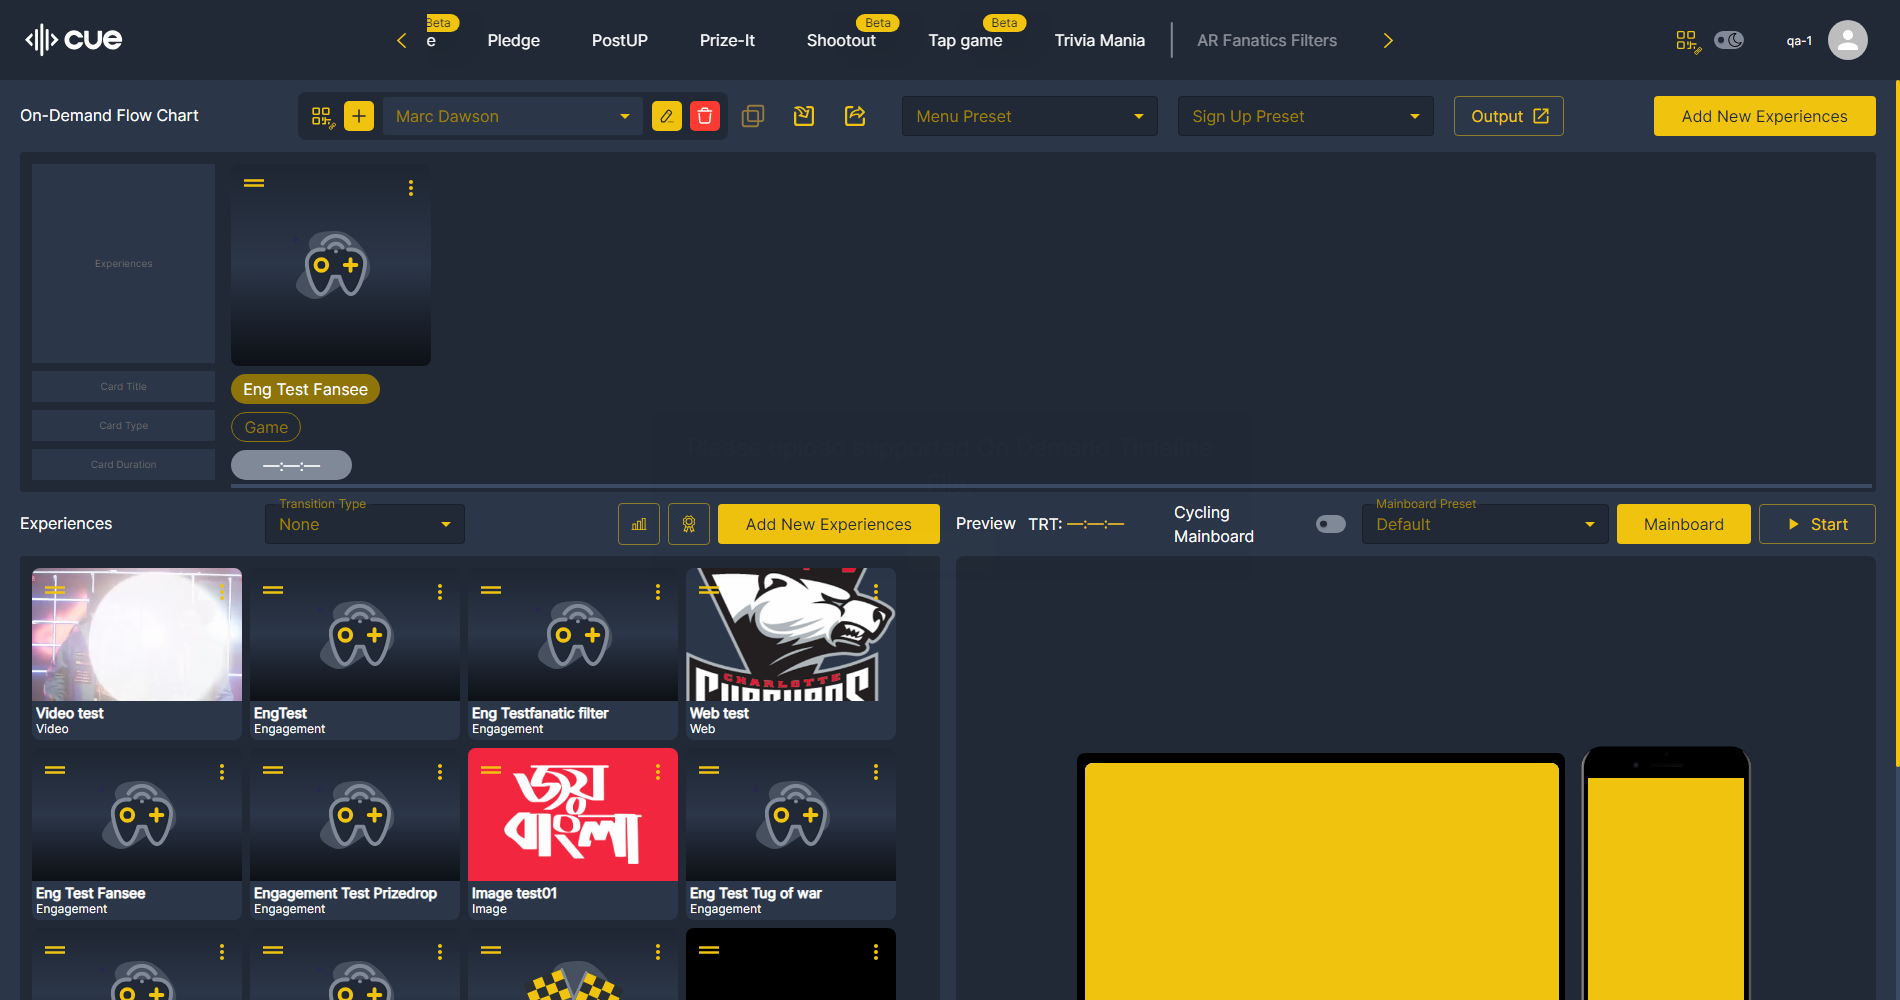 cue
Beta
e
Pledge
PostUP
Prize-It
Beta
Shootout
Beta
Tap game
Trivia Mania
AR Fanatics Filters
qa-1
On-Demand Flow Chart
Marc Dawson
Menu Preset
Sign Up Preset
Output
Add New Experiences
Experiences
Card Title
Eng Test Fansee
Card Type
Game
Card Duration
—:—:—
Experiences
Transition Type
None
Add New Experiences
Preview
TRT: —:—:—
Cycling
Mainboard
Mainboard Preset
Default
Mainboard
Start
Video test
Video
EngTest
Engagement
Eng Testfanatic filter
Engagement
CHARLOTTE
Web test
Web
Eng Test Fansee
Engagement
Engagement Test Prizedrop
Engagement
জয়
বাংলা
Image test01
Image
Eng Test Tug of war
Engagement